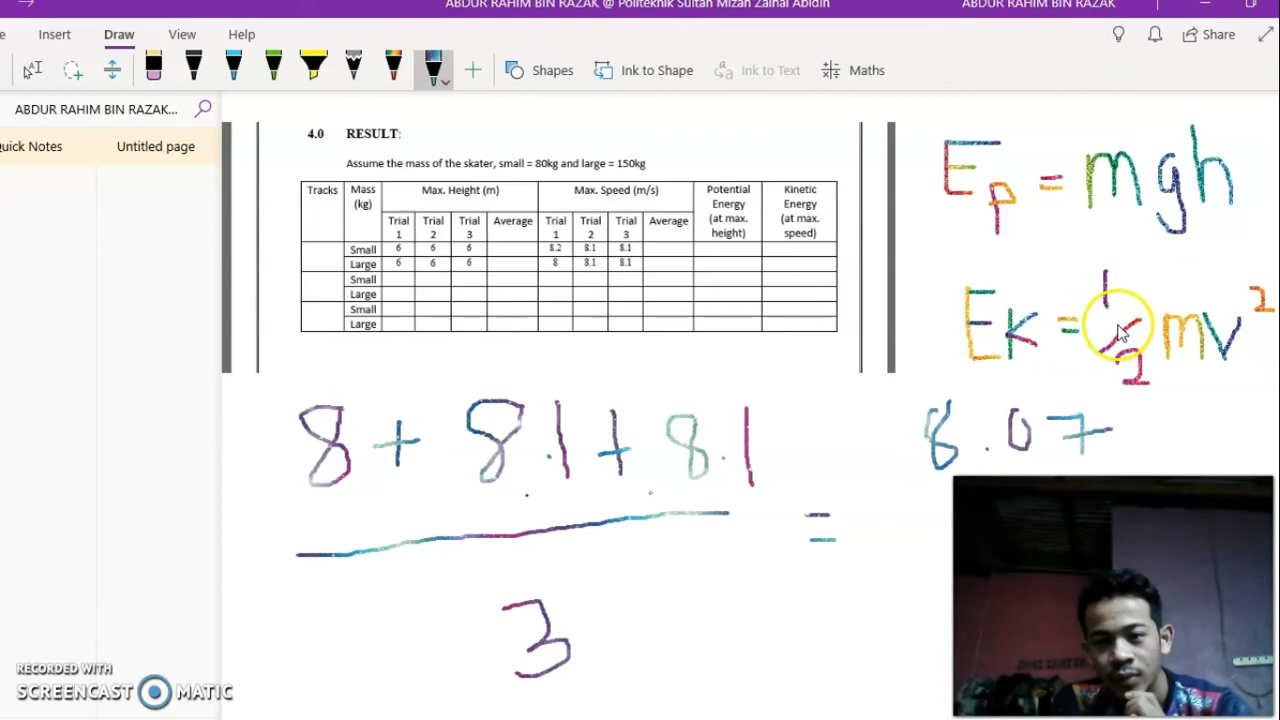 ABDUR RAHIM BIN RAZAK @ Politeknik Sultan Mizan Zainal Abidin ABDUR RAHIM BIN RAZAK
Insert Draw View Help Share
Shapes Ink to Shape Ink to Text Maths
ABDUR RAHIM BIN RAZAK...
Quick Notes Untitled page
4.0 RESULT:
Assume the mass of the skater, small = 80kg and large = 150kg
Tracks Mass (kg) Max. Height (m) Max. Speed (m/s) Potential Energy (at max. height) Kinetic Energy (at max. speed)
Trial 1 Trial 2 Trial 3 Average Trial 1 Trial 2 Trial 3 Average
Small 6 6 6 8.2 8.1 8.1
Large 6 6 6 8 8.1 8.1
Small
Large
Small
Large
Ep = mgh
Ek = 1/2 mv²
8 + 8.1 + 8.1 = 8.07
3
RECORDED WITH
SCREENCAST MATIC